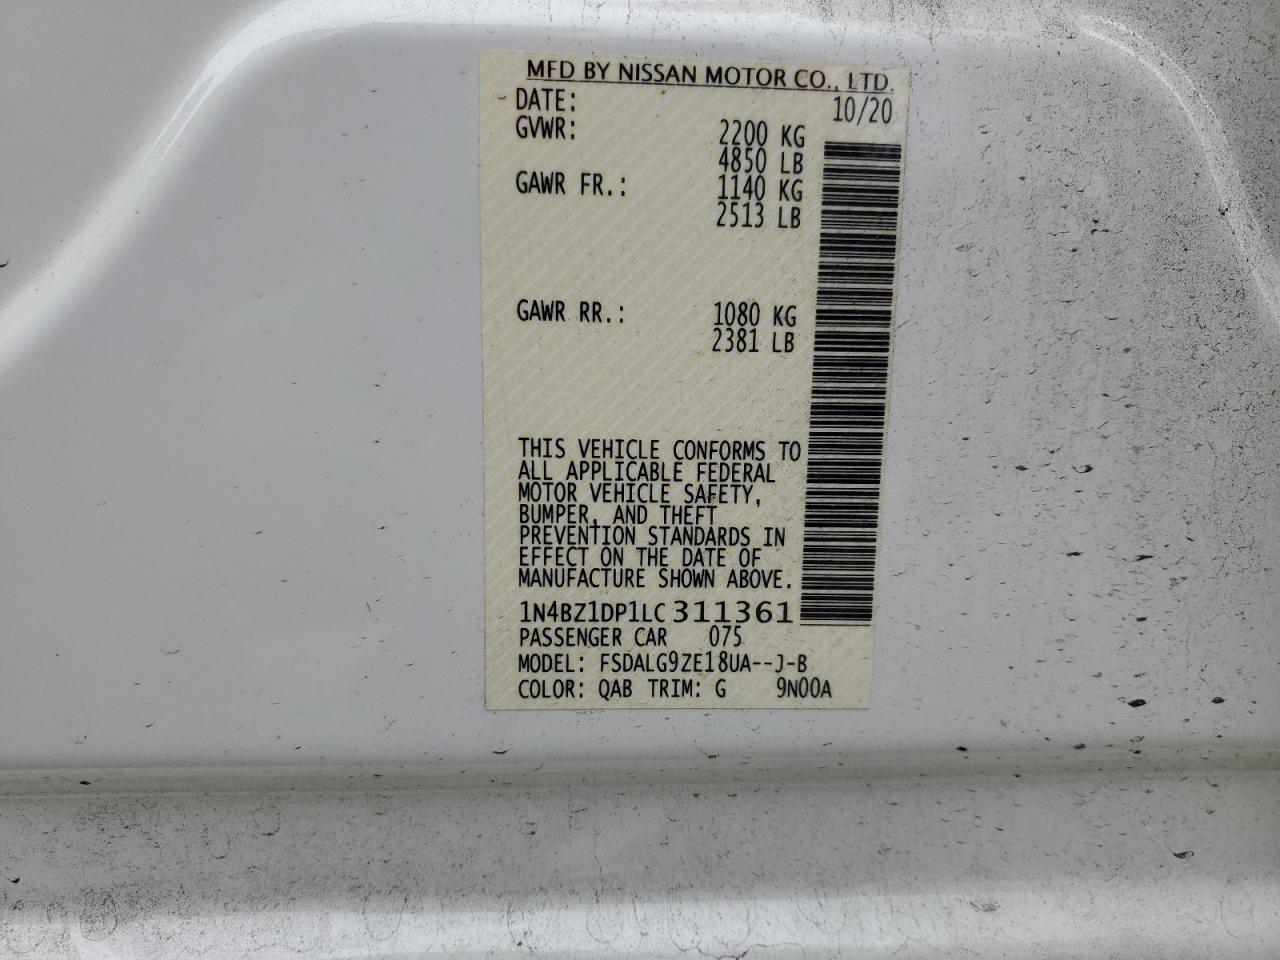 MFD BY NISSAN MOTOR CO., LTD.
DATE: 10/20
GVWR: 2200 KG
4850 LB
GAWR FR.: 1140 KG
2513 LB
GAWR RR.: 1080 KG
2381 LB
THIS VEHICLE CONFORMS TO
ALL APPLICABLE FEDERAL
MOTOR VEHICLE SAFETY,
BUMPER, AND THEFT
PREVENTION STANDARDS IN
EFFECT ON THE DATE OF
MANUFACTURE SHOWN ABOVE.
1N4BZ1DP1LC311361
PASSENGER CAR 075
MODEL: FSDALG9ZE18UA--J-B
COLOR: QAB TRIM: G 9N00A